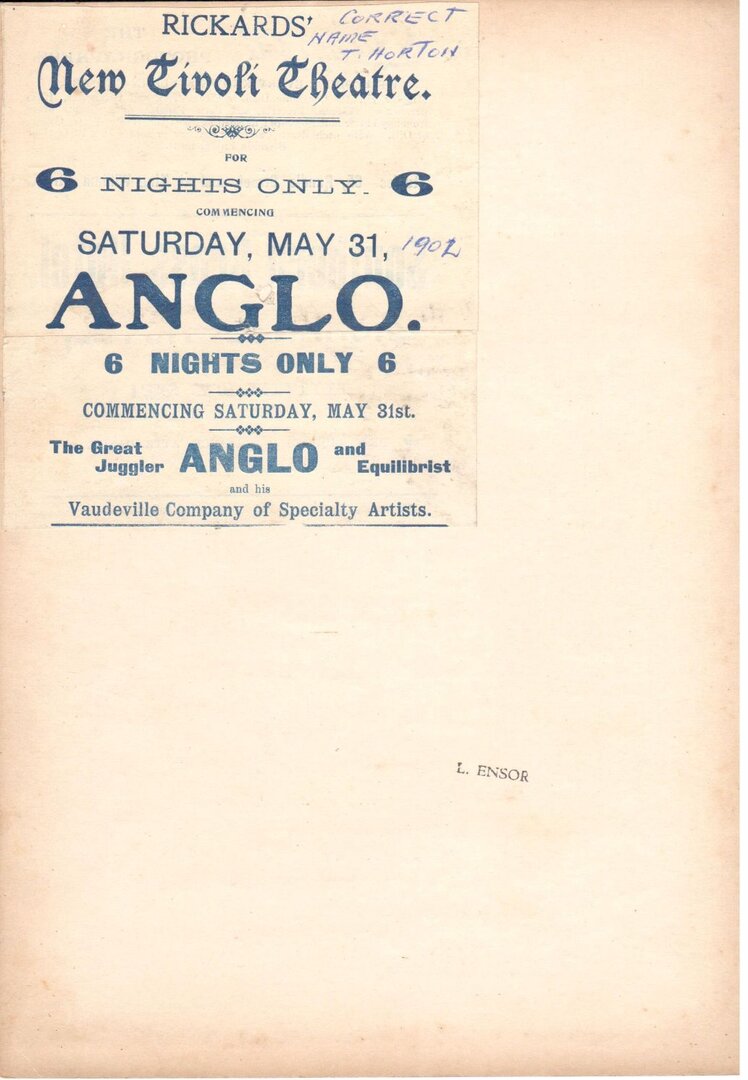 RICKARDS'
CORRECT
NAME
T. HORTON
New Tivoli Theatre.
FOR
6 NIGHTS ONLY. 6
COMMENCING
SATURDAY, MAY 31, 1902
ANGLO.
6 NIGHTS ONLY 6
COMMENCING SATURDAY, MAY 31st.
The Great Juggler ANGLO and Equilibrist
and his
Vaudeville Company of Specialty Artists.
L. ENSOR